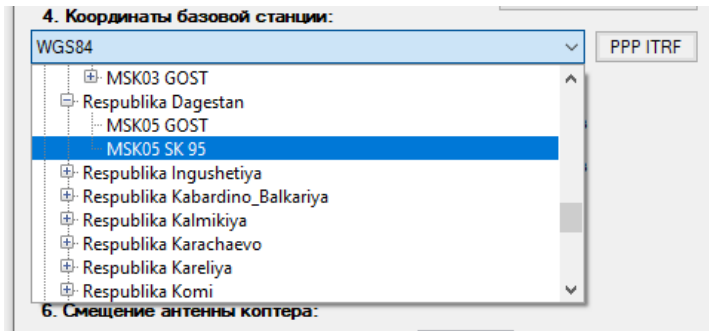 4. Координаты базовой станции:
WGS84
PPP ITRF
MSK03 GOST
Respublika Dagestan
MSK05 GOST
MSK05 SK 95
Respublika Ingushetiya
Respublika Kabardino_Balkariya
Respublika Kalmikiya
Respublika Karachaevo
Respublika Kareliya
Respublika Komi
6. Смещение антенны коптера: